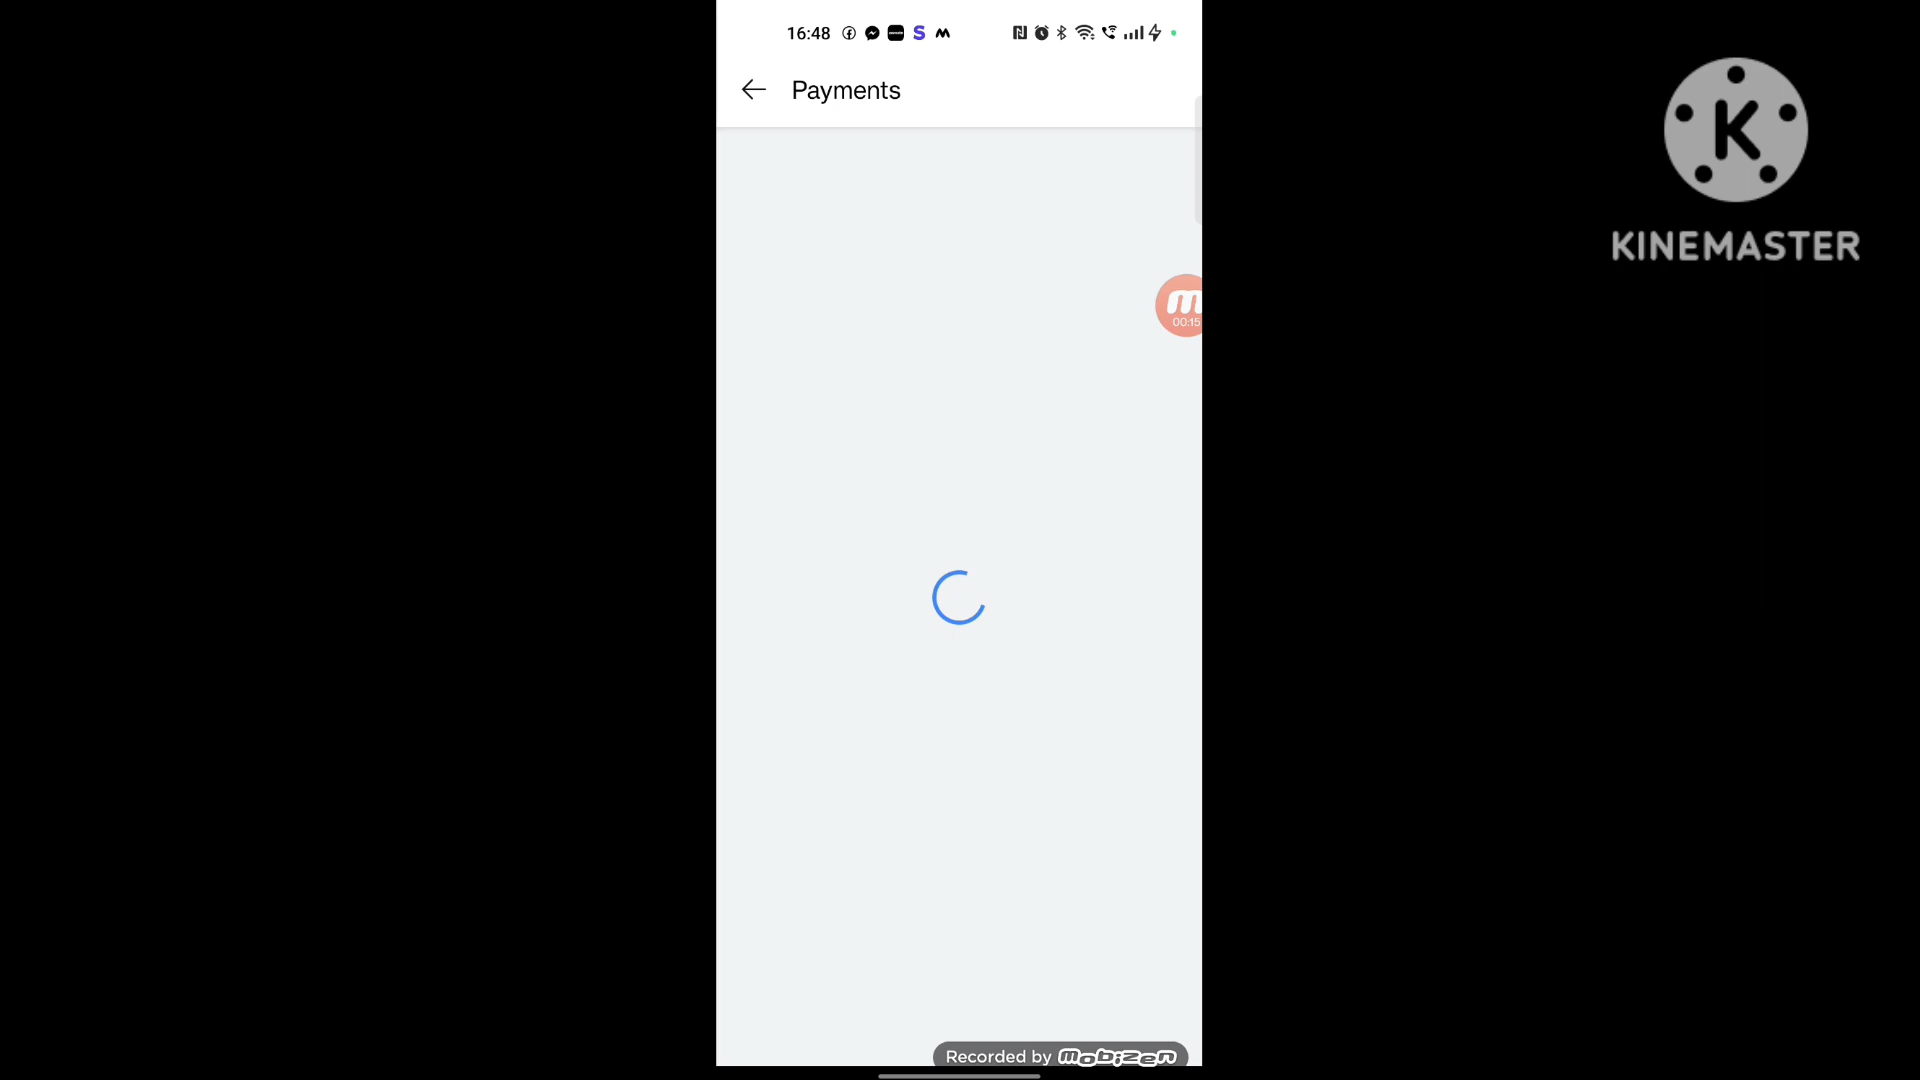 16:48
Payments
00:15
K
KINEMASTER
Recorded by mobizen